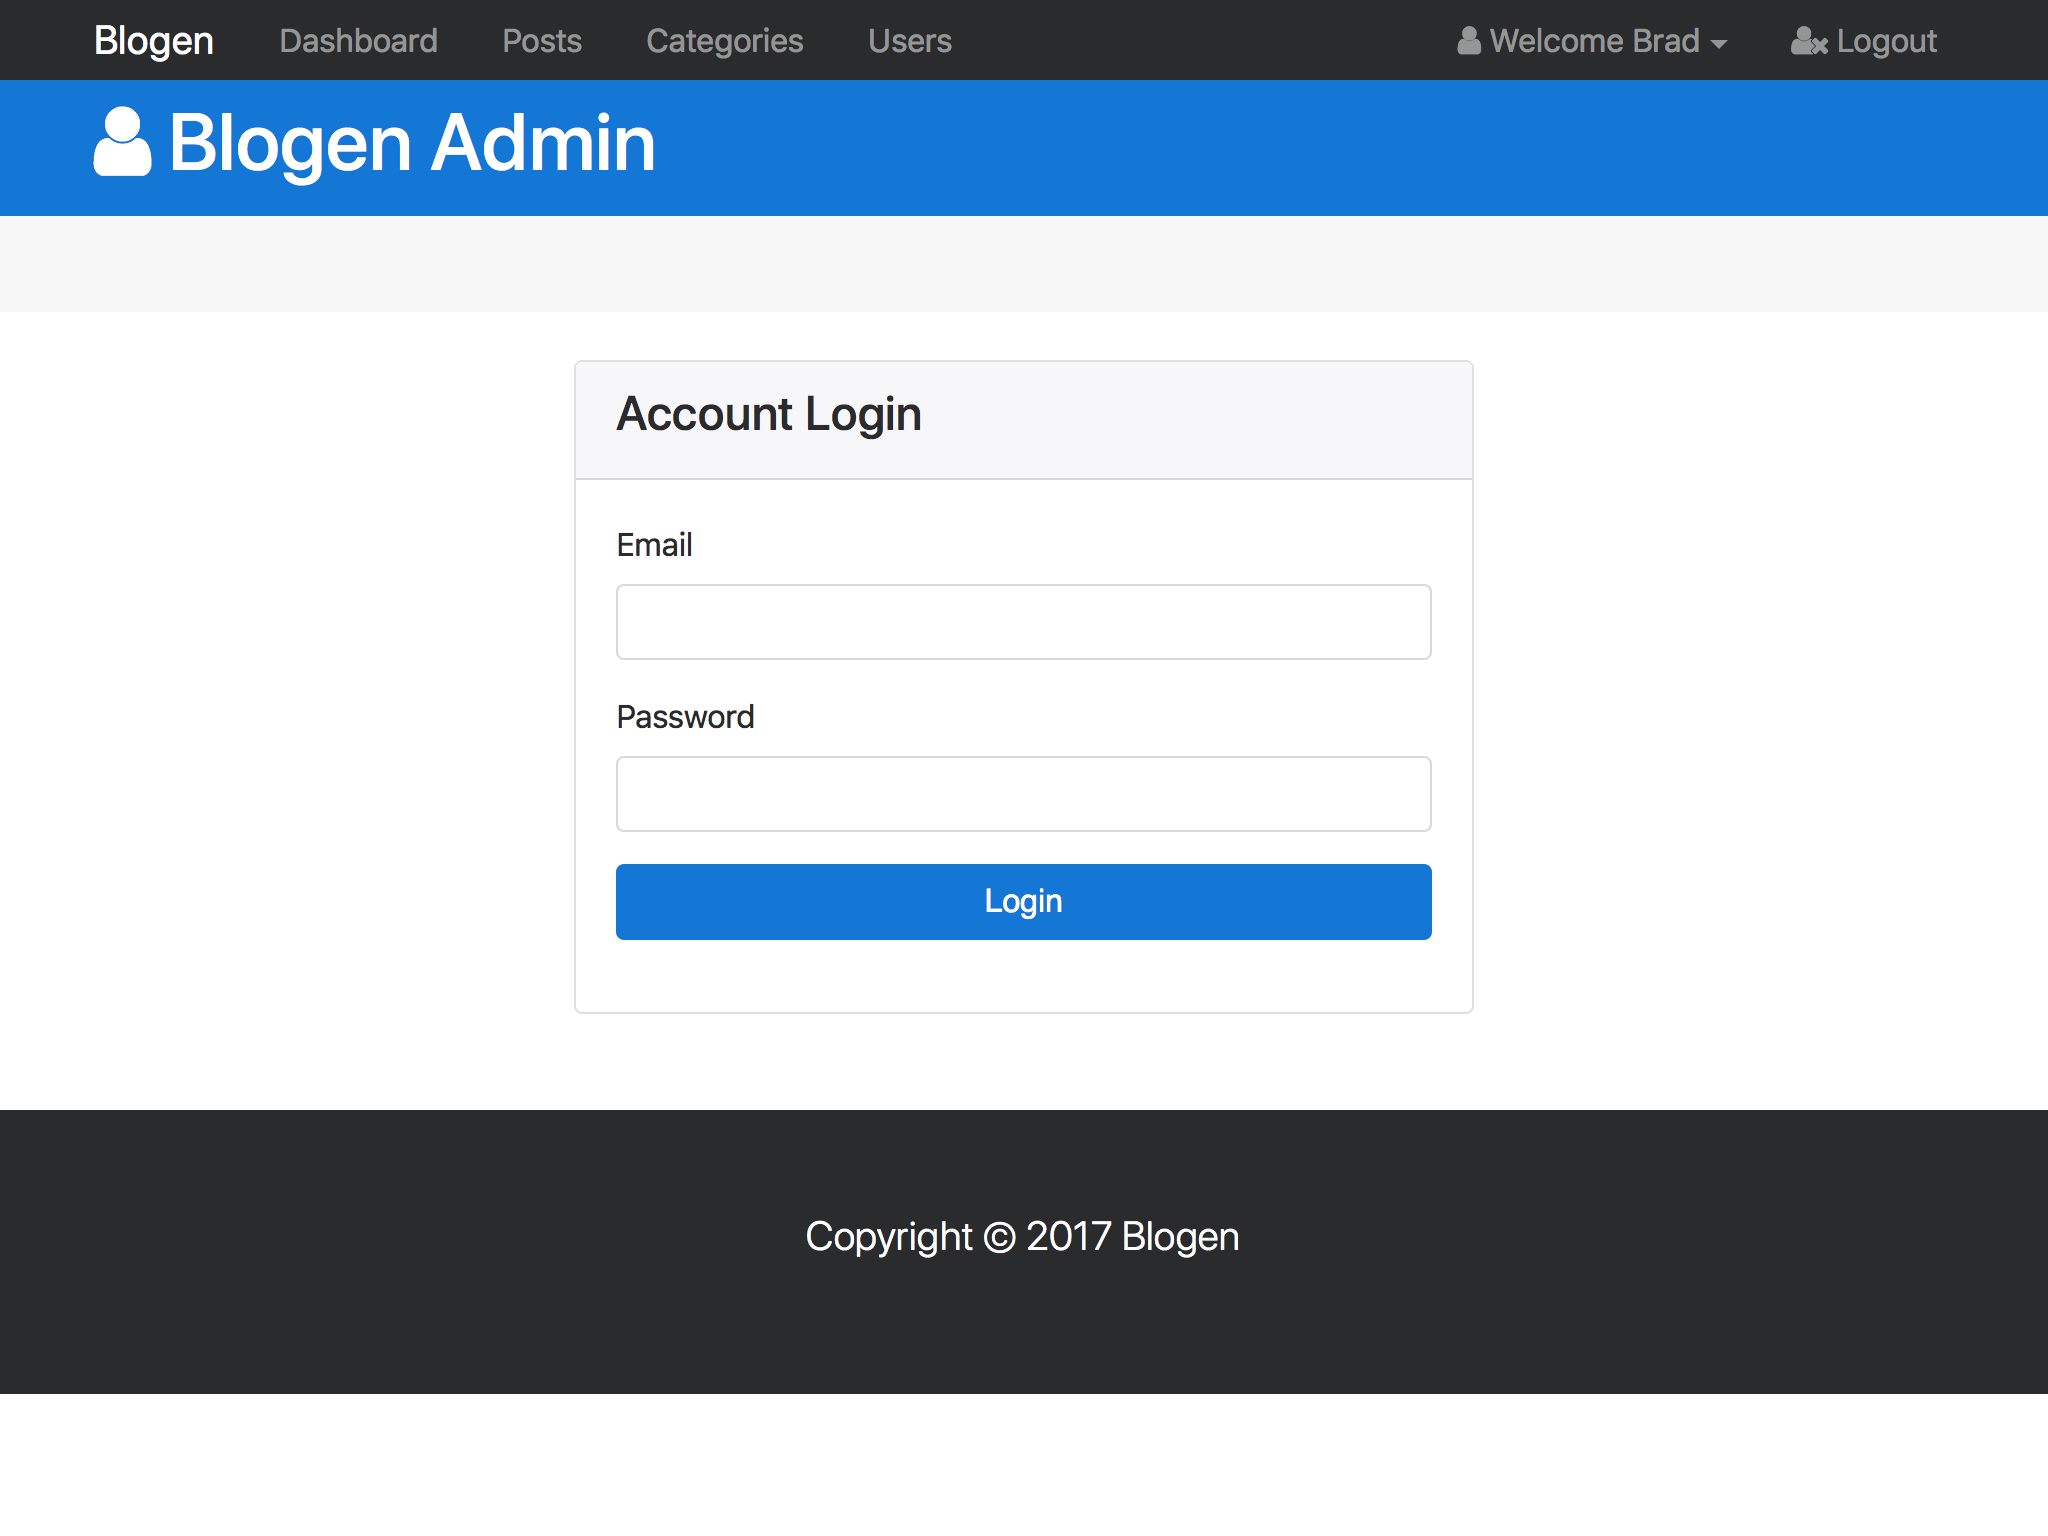 Blogen Dashboard Posts Categories Users Welcome Brad Logout
Blogen Admin
Account Login
Email
Password
Login
Copyright © 2017 Blogen